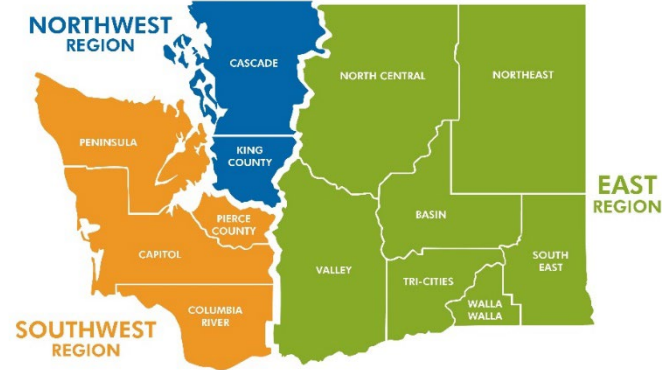 NORTHWEST
REGION
CASCADE
NORTH CENTRAL
NORTHEAST
PENINSULA
KING
COUNTY
EAST
REGION
PIERCE
COUNTY
BASIN
CAPITOL
VALLEY
SOUTH
EAST
TRI-CITIES
COLUMBIA
RIVER
WALLA
WALLA
SOUTHWEST
REGION